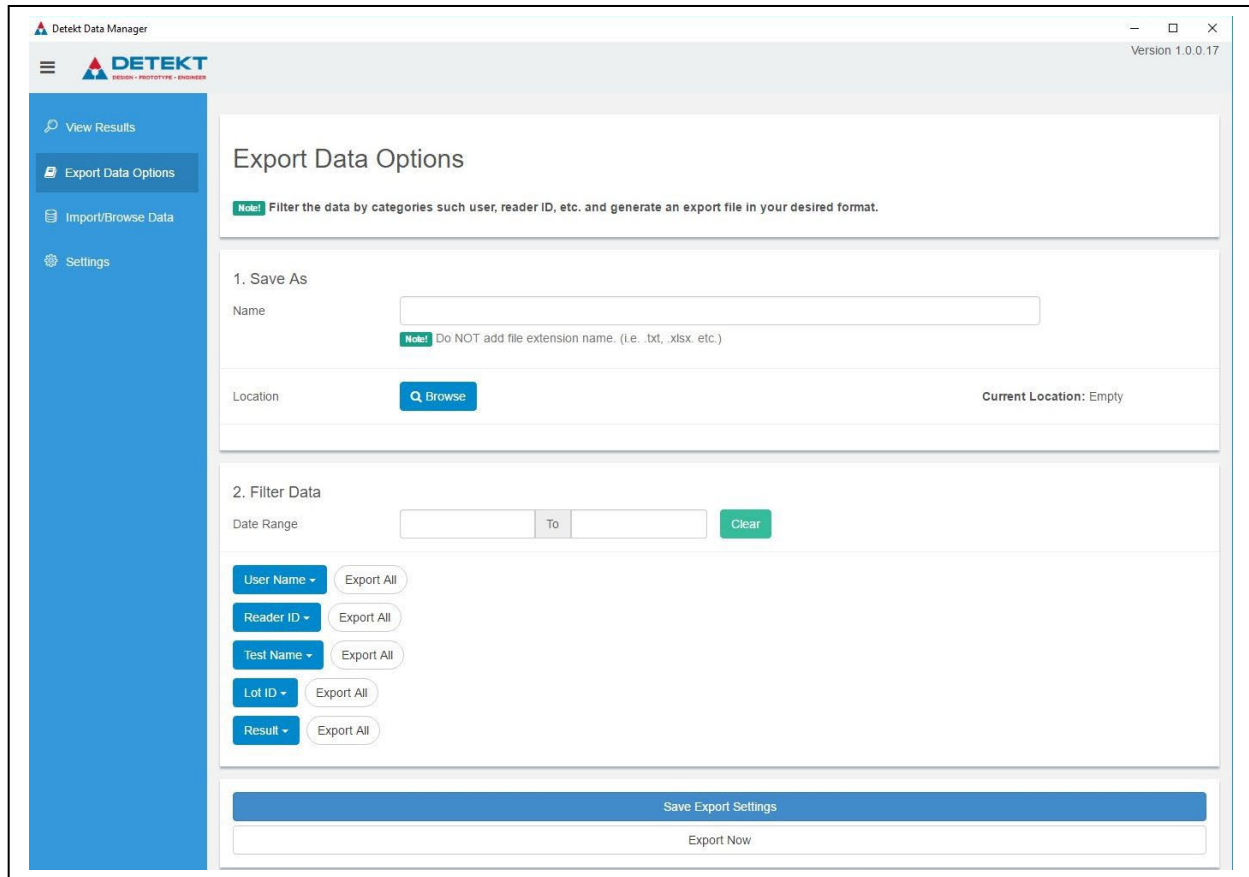 Detekt Data Manager
Version 1.0.0.17
DETEKT
DESIGN - PROTOTYPE - ENGINEER
View Results
Export Data Options
Import/Browse Data
Settings
Export Data Options
Note! Filter the data by categories such user, reader ID, etc. and generate an export file in your desired format.
1. Save As
Name
Note! Do NOT add file extension name. (i.e. .txt, .xlsx. etc.)
Location Browse Current Location: Empty
2. Filter Data
Date Range To Clear
User Name Export All
Reader ID Export All
Test Name Export All
Lot ID Export All
Result Export All
Save Export Settings
Export Now